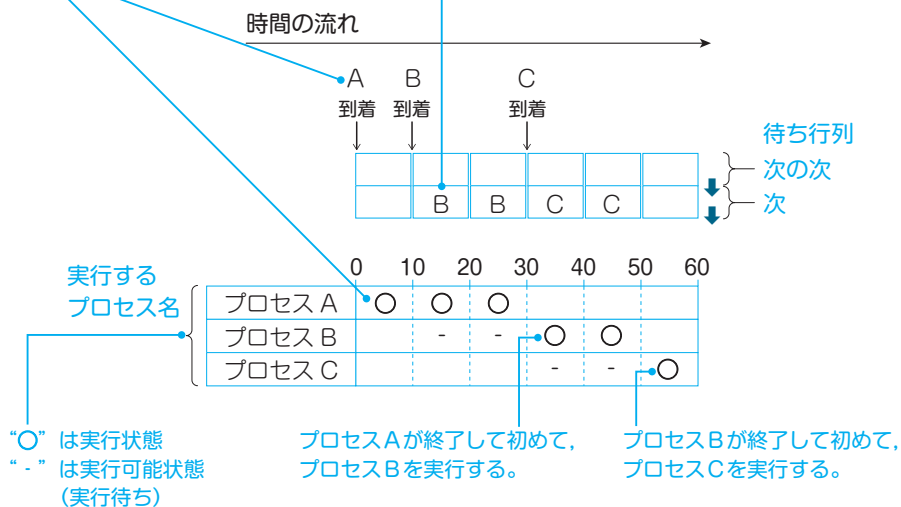 時間の流れ
A B C
到着 到着 到着
待ち行列
次の次
B B C C
次
0 10 20 30 40 50 60
実行する
プロセス名
プロセス A ○ ○ ○
プロセス B - - ○ ○
プロセス C - - ○
“○” は実行状態
“ - ” は実行可能状態
（実行待ち）
プロセスAが終了して初めて，
プロセスBを実行する。
プロセスBが終了して初めて，
プロセスCを実行する。